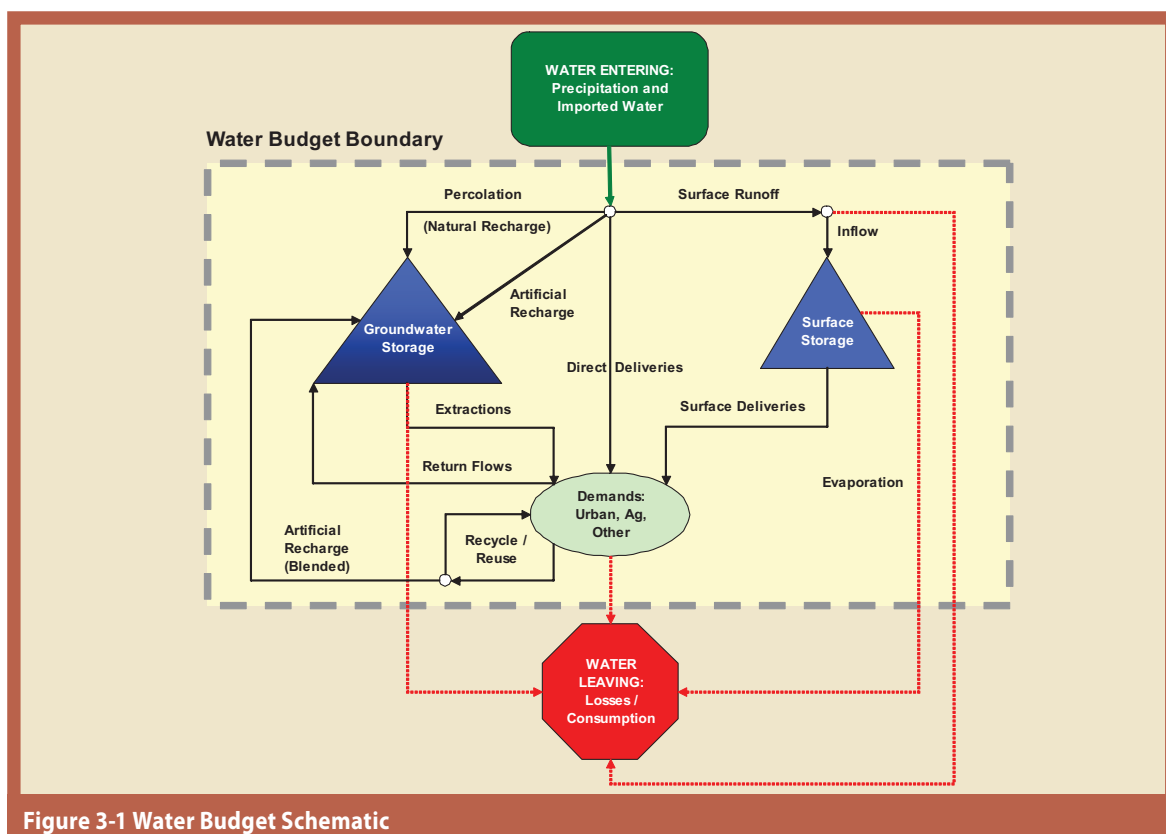 WATER ENTERING:
Precipitation and
Imported Water
Water Budget Boundary
Percolation
(Natural Recharge)
Surface Runoff
Inflow
Artificial
Recharge
Groundwater
Storage
Surface
Storage
Direct Deliveries
Extractions
Surface Deliveries
Return Flows
Evaporation
Demands:
Urban, Ag,
Other
Artificial
Recharge
(Blended)
Recycle /
Reuse
WATER
LEAVING:
Losses /
Consumption
Figure 3-1 Water Budget Schematic